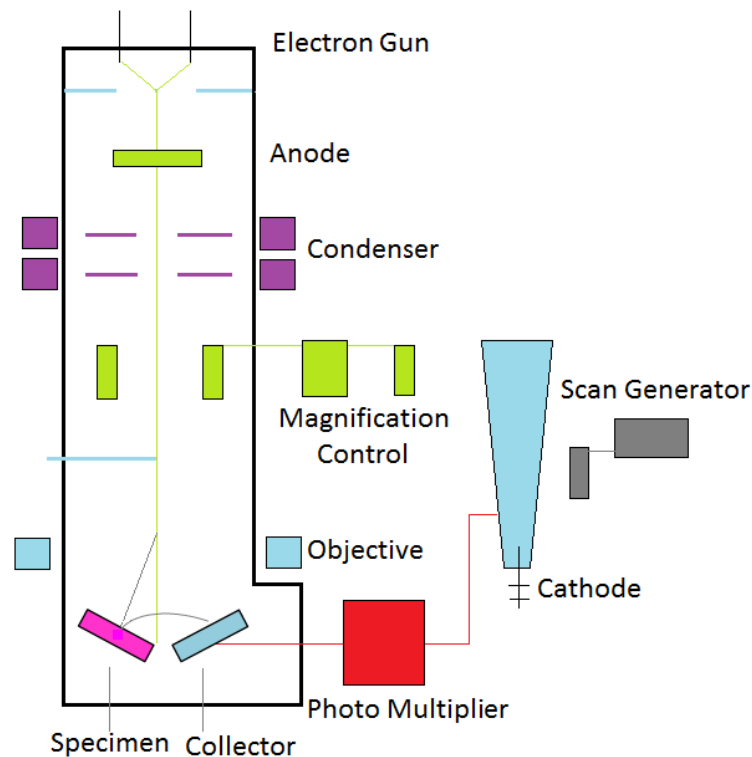 Electron Gun
Anode
Condenser
Magnification
Control
Scan Generator
Objective
Cathode
Photo Multiplier
Specimen
Collector